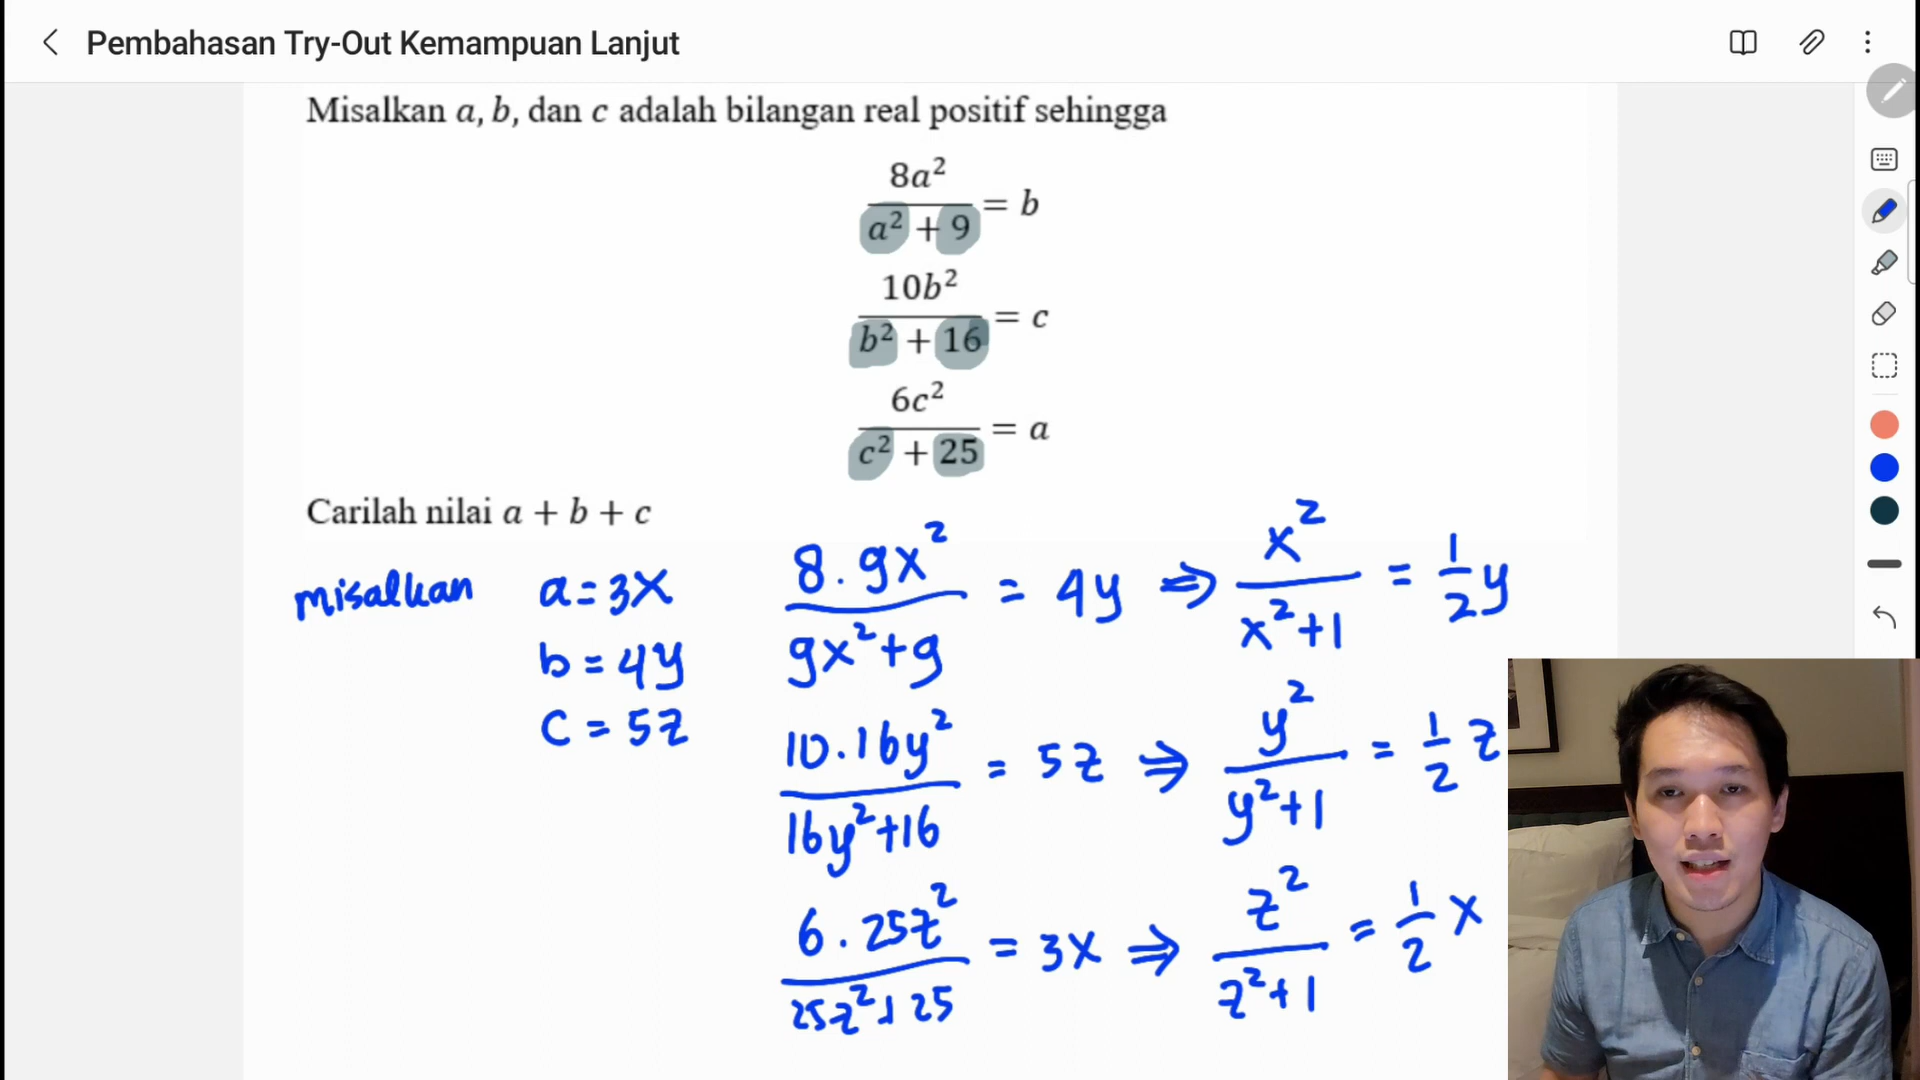 Pembahasan Try-Out Kemampuan Lanjut
Misalkan a, b, dan c adalah bilangan real positif sehingga
8a²/(a² + 9) = b
10b²/(b² + 16) = c
6c²/(c² + 25) = a
Carilah nilai a + b + c
misalkan a = 3x
b = 4y
c = 5z
8 . 9x²/(9x² + 9) = 4y ⇒ x²/(x² + 1) = 1/2 y
10 . 16y²/(16y² + 16) = 5z ⇒ y²/(y² + 1) = 1/2 z
6 . 25z²/(25z² + 25) = 3x ⇒ z²/(z² + 1) = 1/2 x